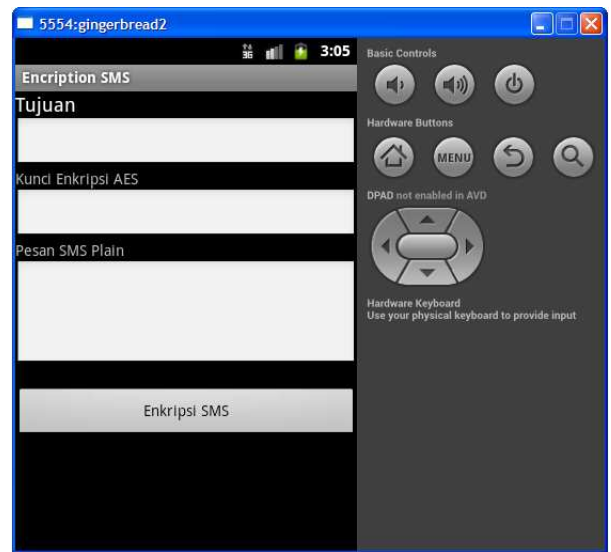 5554:gingerbread2
3G 3:05
Encription SMS
Tujuan
Kunci Enkripsi AES
Pesan SMS Plain
Enkripsi SMS
Basic Controls
Hardware Buttons
MENU
DPAD not enabled in AVD
Hardware Keyboard
Use your physical keyboard to provide input